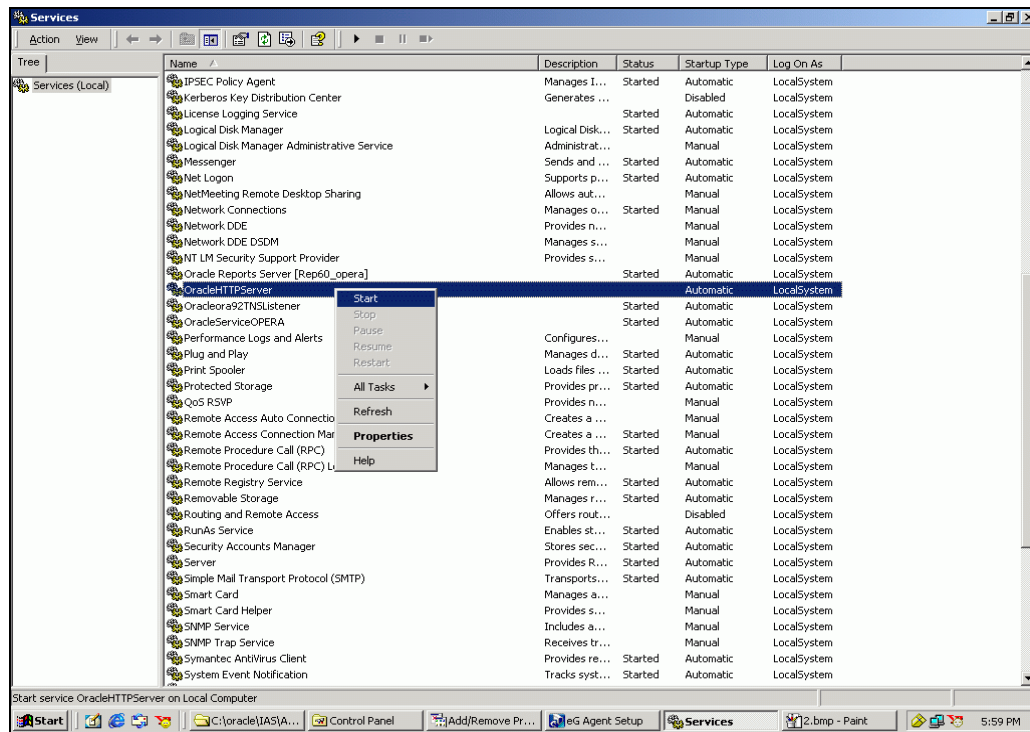 Services
Action View
Tree
Services (Local)
Name Description Status Startup Type Log On As
IPSEC Policy Agent Manages I... Started Automatic LocalSystem
Kerberos Key Distribution Center Generates ... Disabled LocalSystem
License Logging Service Started Automatic LocalSystem
Logical Disk Manager Logical Disk... Started Automatic LocalSystem
Logical Disk Manager Administrative Service Administrat... Manual LocalSystem
Messenger Sends and ... Started Automatic LocalSystem
Net Logon Supports p... Started Automatic LocalSystem
NetMeeting Remote Desktop Sharing Allows aut... Manual LocalSystem
Network Connections Manages o... Started Manual LocalSystem
Network DDE Provides n... Manual LocalSystem
Network DDE DSDM Manages s... Manual LocalSystem
NT LM Security Support Provider Provides s... Manual LocalSystem
Oracle Reports Server [Rep60_opera] Started Automatic LocalSystem
OracleHTTPServer Automatic LocalSystem
Oracleora92TNSListener Started Automatic LocalSystem
OracleServiceOPERA Started Automatic LocalSystem
Performance Logs and Alerts Configures... Manual LocalSystem
Plug and Play Manages d... Started Automatic LocalSystem
Print Spooler Loads files ... Started Automatic LocalSystem
Protected Storage Provides pr... Started Automatic LocalSystem
QoS RSVP Provides n... Manual LocalSystem
Remote Access Auto Connectio Creates a ... Manual LocalSystem
Remote Access Connection Mar Creates a ... Started Manual LocalSystem
Remote Procedure Call (RPC) Provides th... Started Automatic LocalSystem
Remote Procedure Call (RPC) L Manages t... Manual LocalSystem
Remote Registry Service Allows rem... Started Automatic LocalSystem
Removable Storage Manages r... Started Automatic LocalSystem
Routing and Remote Access Offers rout... Disabled LocalSystem
RunAs Service Enables st... Started Automatic LocalSystem
Security Accounts Manager Stores sec... Started Automatic LocalSystem
Server Provides R... Started Automatic LocalSystem
Simple Mail Transport Protocol (SMTP) Transports... Started Automatic LocalSystem
Smart Card Manages a... Manual LocalSystem
Smart Card Helper Provides s... Manual LocalSystem
SNMP Service Includes a... Manual LocalSystem
SNMP Trap Service Receives tr... Manual LocalSystem
Symantec AntiVirus Client Provides re... Started Automatic LocalSystem
System Event Notification Tracks syst... Started Automatic LocalSystem
Start
Stop
Pause
Resume
Restart
All Tasks
Refresh
Properties
Help
Start service OracleHTTPServer on Local Computer
Start C:\oracle\IAS\A... Control Panel Add/Remove Pr... eG Agent Setup Services 2.bmp - Paint 5:59 PM